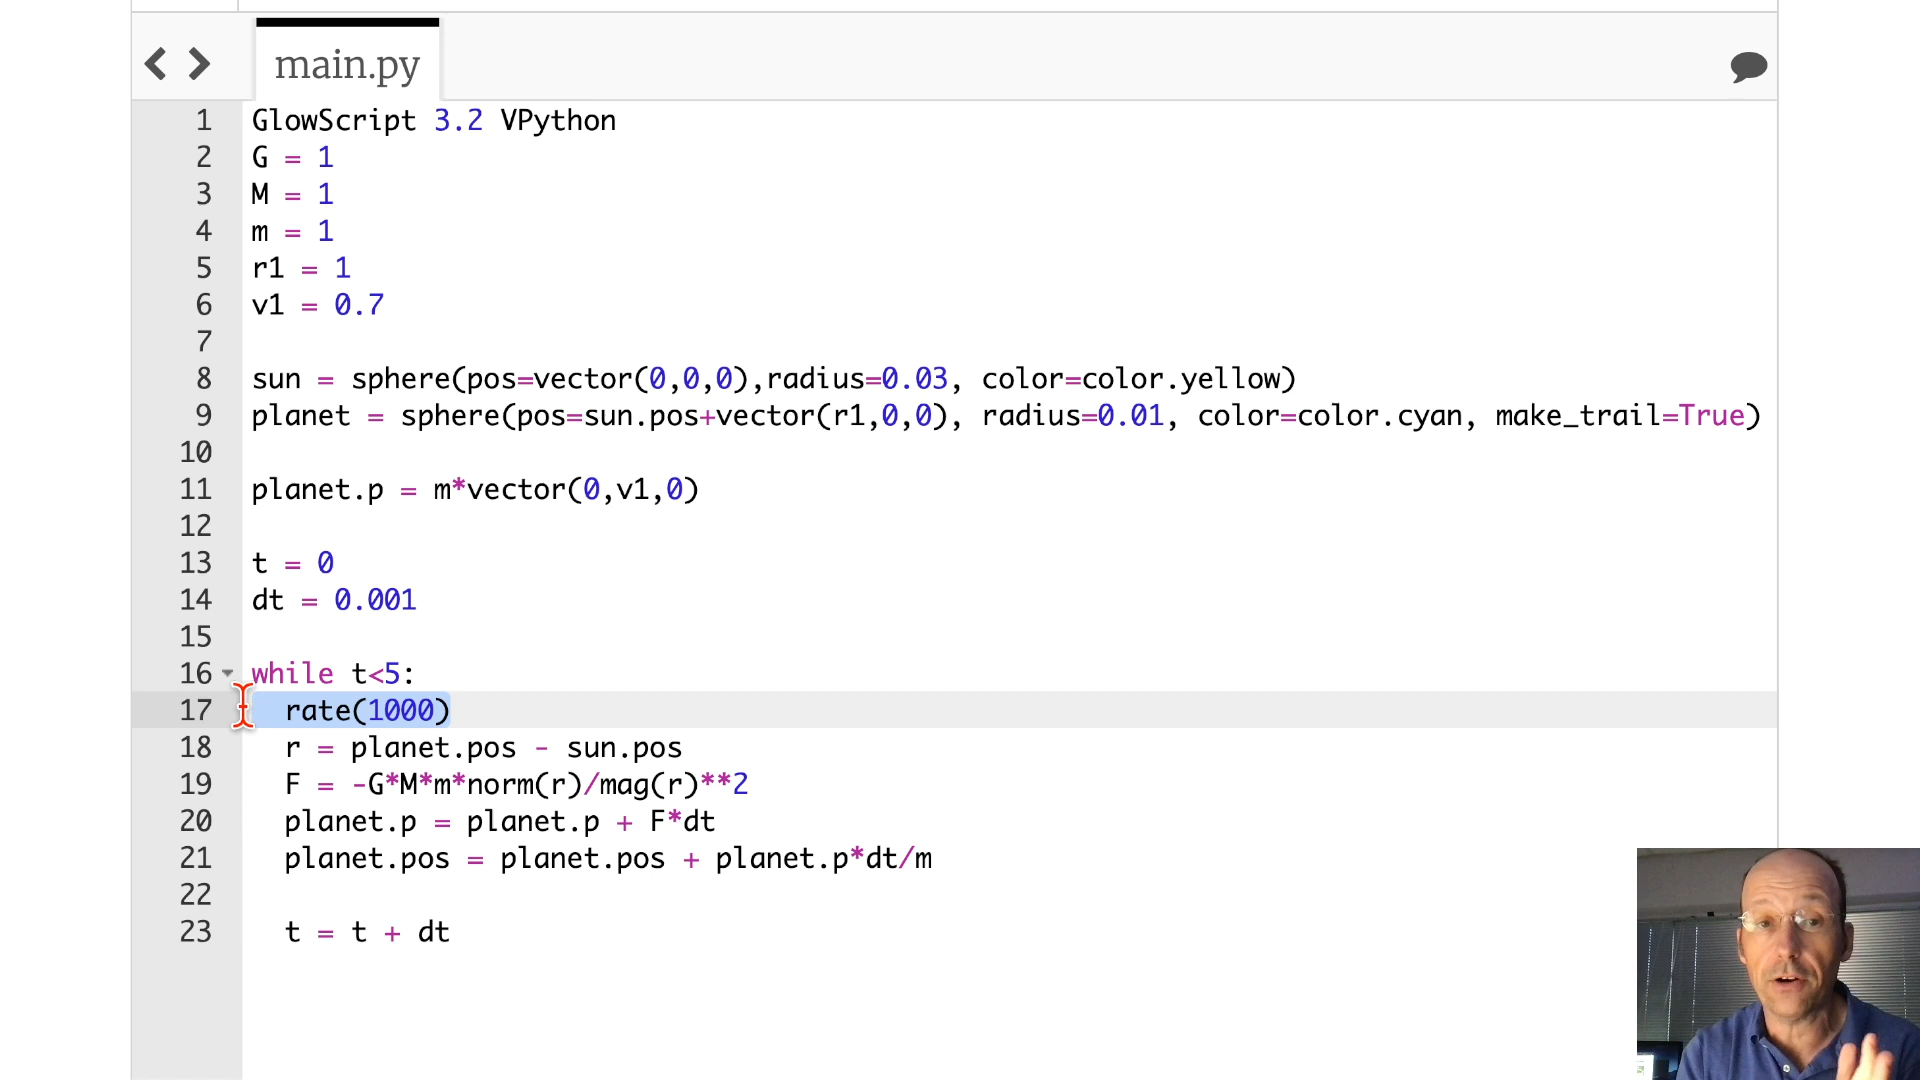 main.py
1 GlowScript 3.2 VPython
2 G = 1
3 M = 1
4 m = 1
5 r1 = 1
6 v1 = 0.7
7
8 sun = sphere(pos=vector(0,0,0),radius=0.03, color=color.yellow)
9 planet = sphere(pos=sun.pos+vector(r1,0,0), radius=0.01, color=color.cyan, make_trail=True)
10
11 planet.p = m*vector(0,v1,0)
12
13 t = 0
14 dt = 0.001
15
16 while t<5:
17   rate(1000)
18   r = planet.pos - sun.pos
19   F = -G*M*m*norm(r)/mag(r)**2
20   planet.p = planet.p + F*dt
21   planet.pos = planet.pos + planet.p*dt/m
22
23   t = t + dt